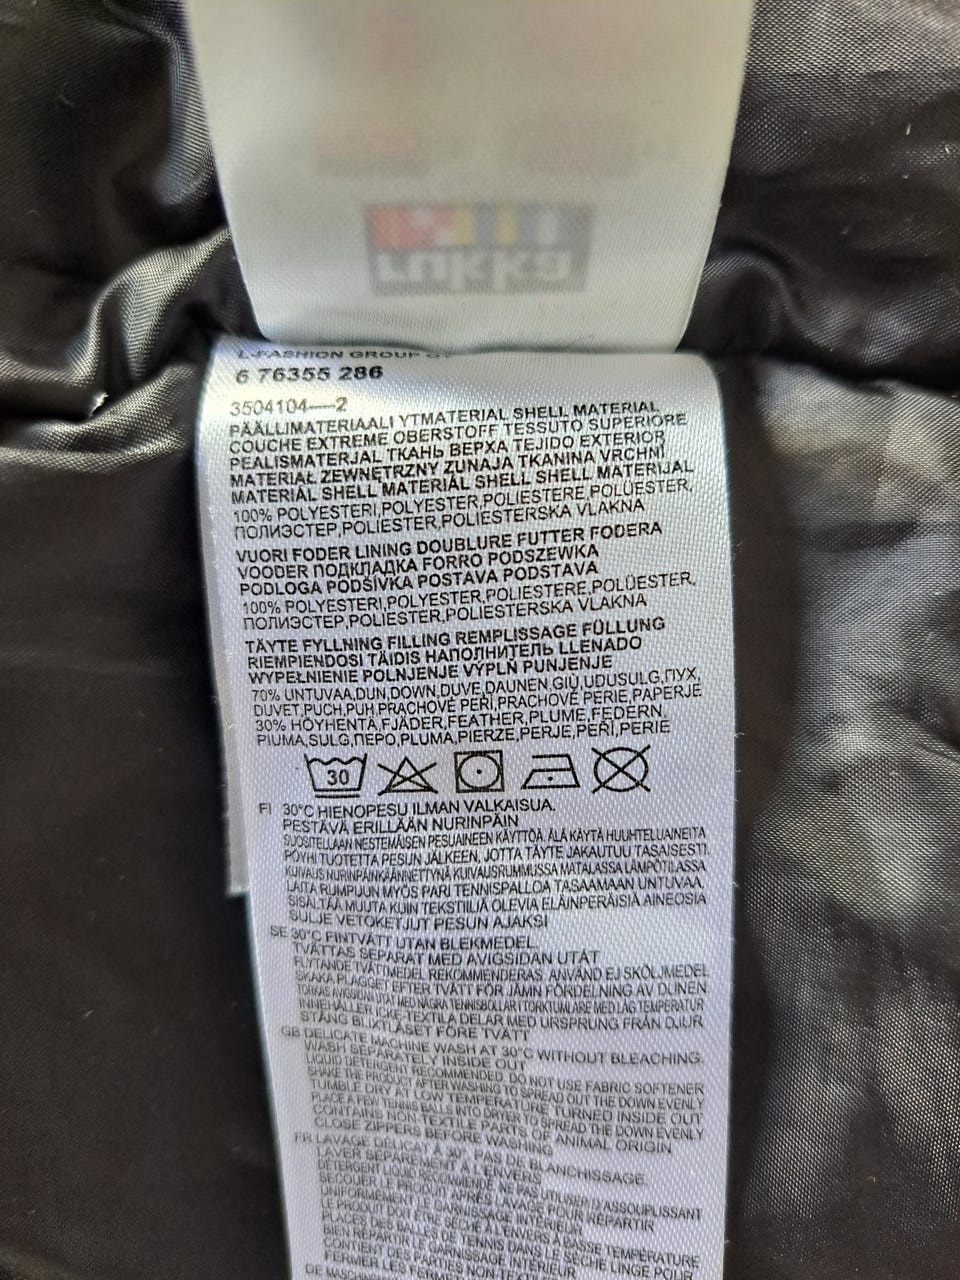 rukka
L-FASHION GROUP OY
6 76355 286
3504104----2
PÄÄLLIMATERIAALI YTMATERIAL SHELL MATERIAL
COUCHE EXTREME OBERSTOFF TESSUTO SUPERIORE
PEALISMATERJAL ТКАНЬ ВЕРХА TEJIDO EXTERIOR
MATERIAŁ ZEWNĘTRZNY ZUNAJA TKANINA VRCHNÍ
MATERIÁL SHELL MATERIÁL SHELL SHELL MATERIJAL
100% POLYESTERI,POLYESTER,POLIESTERE,POLÜESTER,
ПОЛИЭСТЕР,POLIESTER,POLIESTERSKA VLAKNA
VUORI FODER LINING DOUBLURE FUTTER FODERA
VOODER ПОДКЛАДКА FORRO PODSZEWKA
PODLOGA PODŠÍVKA POSTAVA PODSTAVA
100% POLYESTERI,POLYESTER,POLIESTERE,POLÜESTER,
ПОЛИЭСТЕР,POLIESTER,POLIESTERSKA VLAKNA
TÄYTE FYLLNING FILLING REMPLISSAGE FÜLLUNG
RIEMPIENDOSI TÄIDIS НАПОЛНИТЕЛЬ LLENADO
WYPEŁNIENIE POLNJENJE VÝPLŇ PUNJENJE
70% UNTUVAA,DUN,DOWN,DUVE,DAUNEN GIÙ,UDUSULG,ПУХ,
DUVET,PUCH,PUH,PRACHOVÉ PEŘÍ,PRACHOVÉ PERIE,PAPERJE
30% HÖYHENTÄ,FJÄDER,FEATHER,PLUME,FEDERN,
PIUMA,SULG,ПЕРО,PLUMA,PIERZE,PERJE,PEŘÍ,PERIE
30
FI 30°C HIENOPESU ILMAN VALKAISUA.
PESTÄVÄ ERILLÄÄN NURINPÄIN
SUOSITELLAAN NESTEMÄISEN PESUAINEEN KÄYTTÖÄ. ÄLÄ KÄYTÄ HUUHTELUAINEITA
PÖYHI TUOTETTA PESUN JÄLKEEN, JOTTA TÄYTE JAKAUTUU TASAISESTI.
KUIVAUS NURINPÄINKÄÄNNETTYNÄ KUIVAUSRUMMUSSA MATALASSA LÄMPÖTILASSA
LAITA RUMPUUN MYÖS PARI TENNISPALLOA TASAAMAAN UNTUVAA.
SISÄLTÄÄ MUUTA KUIN TEKSTIILIÄ OLEVIA ELÄINPERÄISIÄ AINEOSIA
SULJE VETOKETJUT PESUN AJAKSI
SE 30°C FINTVÄTT UTAN BLEKMEDEL.
TVÄTTAS SEPARAT MED AVIGSIDAN UTÅT
FLYTANDE TVÄTTMEDEL REKOMMENDERAS. ANVÄND EJ SKÖLJMEDEL
SKAKA PLAGGET EFTER TVÄTT FÖR JÄMN FÖRDELNING AV DUNEN
TORKAS AVIGSIDAN UTÅT MED NÅGRA TENNISBOLLAR I TORKTUMLARE MED LÅG TEMPERATUR
INNEHÅLLER ICKE-TEXTILA DELAR MED URSPRUNG FRÅN DJUR
STÄNG BLIXTLÅSET FÖRE TVÄTT
GB DELICATE MACHINE WASH AT 30°C WITHOUT BLEACHING.
WASH SEPARATELY INSIDE OUT
LIQUID DETERGENT RECOMMENDED. DO NOT USE FABRIC SOFTENER
SHAKE THE PRODUCT AFTER WASHING TO SPREAD OUT THE DOWN EVENLY
TUMBLE DRY AT LOW TEMPERATURE TURNED INSIDE OUT
PLACE A FEW TENNIS BALLS INTO DRYER TO SPREAD THE DOWN EVENLY
CONTAINS NON-TEXTILE PARTS OF ANIMAL ORIGIN
CLOSE ZIPPERS BEFORE WASHING
FR LAVAGE DÉLICAT À 30°. PAS DE BLANCHISSAGE.
LAVER SÉPARÉMENT À L'ENVERS
DÉTERGENT LIQUIDE RECOMMANDÉ. NE PAS UTILISER D'ASSOUPLISSANT
SECOUER LE PRODUIT APRÈS LAVAGE POUR RÉPARTIR
UNIFORMÉMENT LE GARNISSAGE INTÉRIEUR
LE PRODUIT DOIT ÊTRE SÉCHÉ À L'ENVERS À BASSE TEMPÉRATURE
PLACES DES BALLES DE TENNIS DANS LE SÈCHE LINGE POUR
BIEN RÉPARTIR LE GARNISSAGE INTÉRIEUR
CONTIENT DES PARTIES NON-TEXTILES
FERMER LES
DE